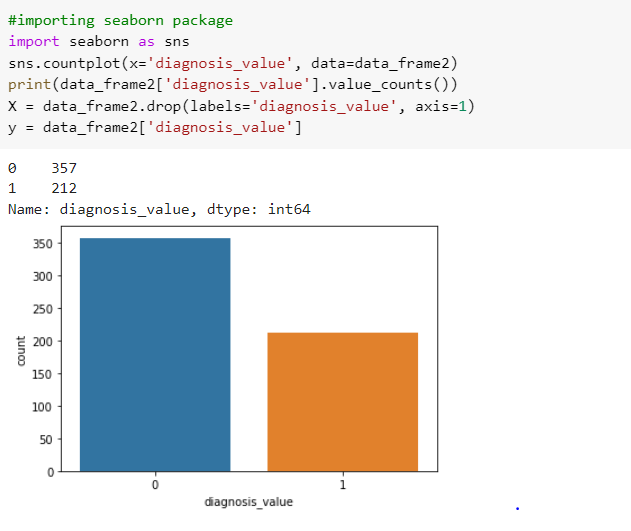 #importing seaborn package
import seaborn as sns
sns.countplot(x='diagnosis_value', data=data_frame2)
print(data_frame2['diagnosis_value'].value_counts())
X = data_frame2.drop(labels='diagnosis_value', axis=1)
y = data_frame2['diagnosis_value']
0    357
1    212
Name: diagnosis_value, dtype: int64
350
300
250
200
150
100
50
0
count
0 1
diagnosis_value